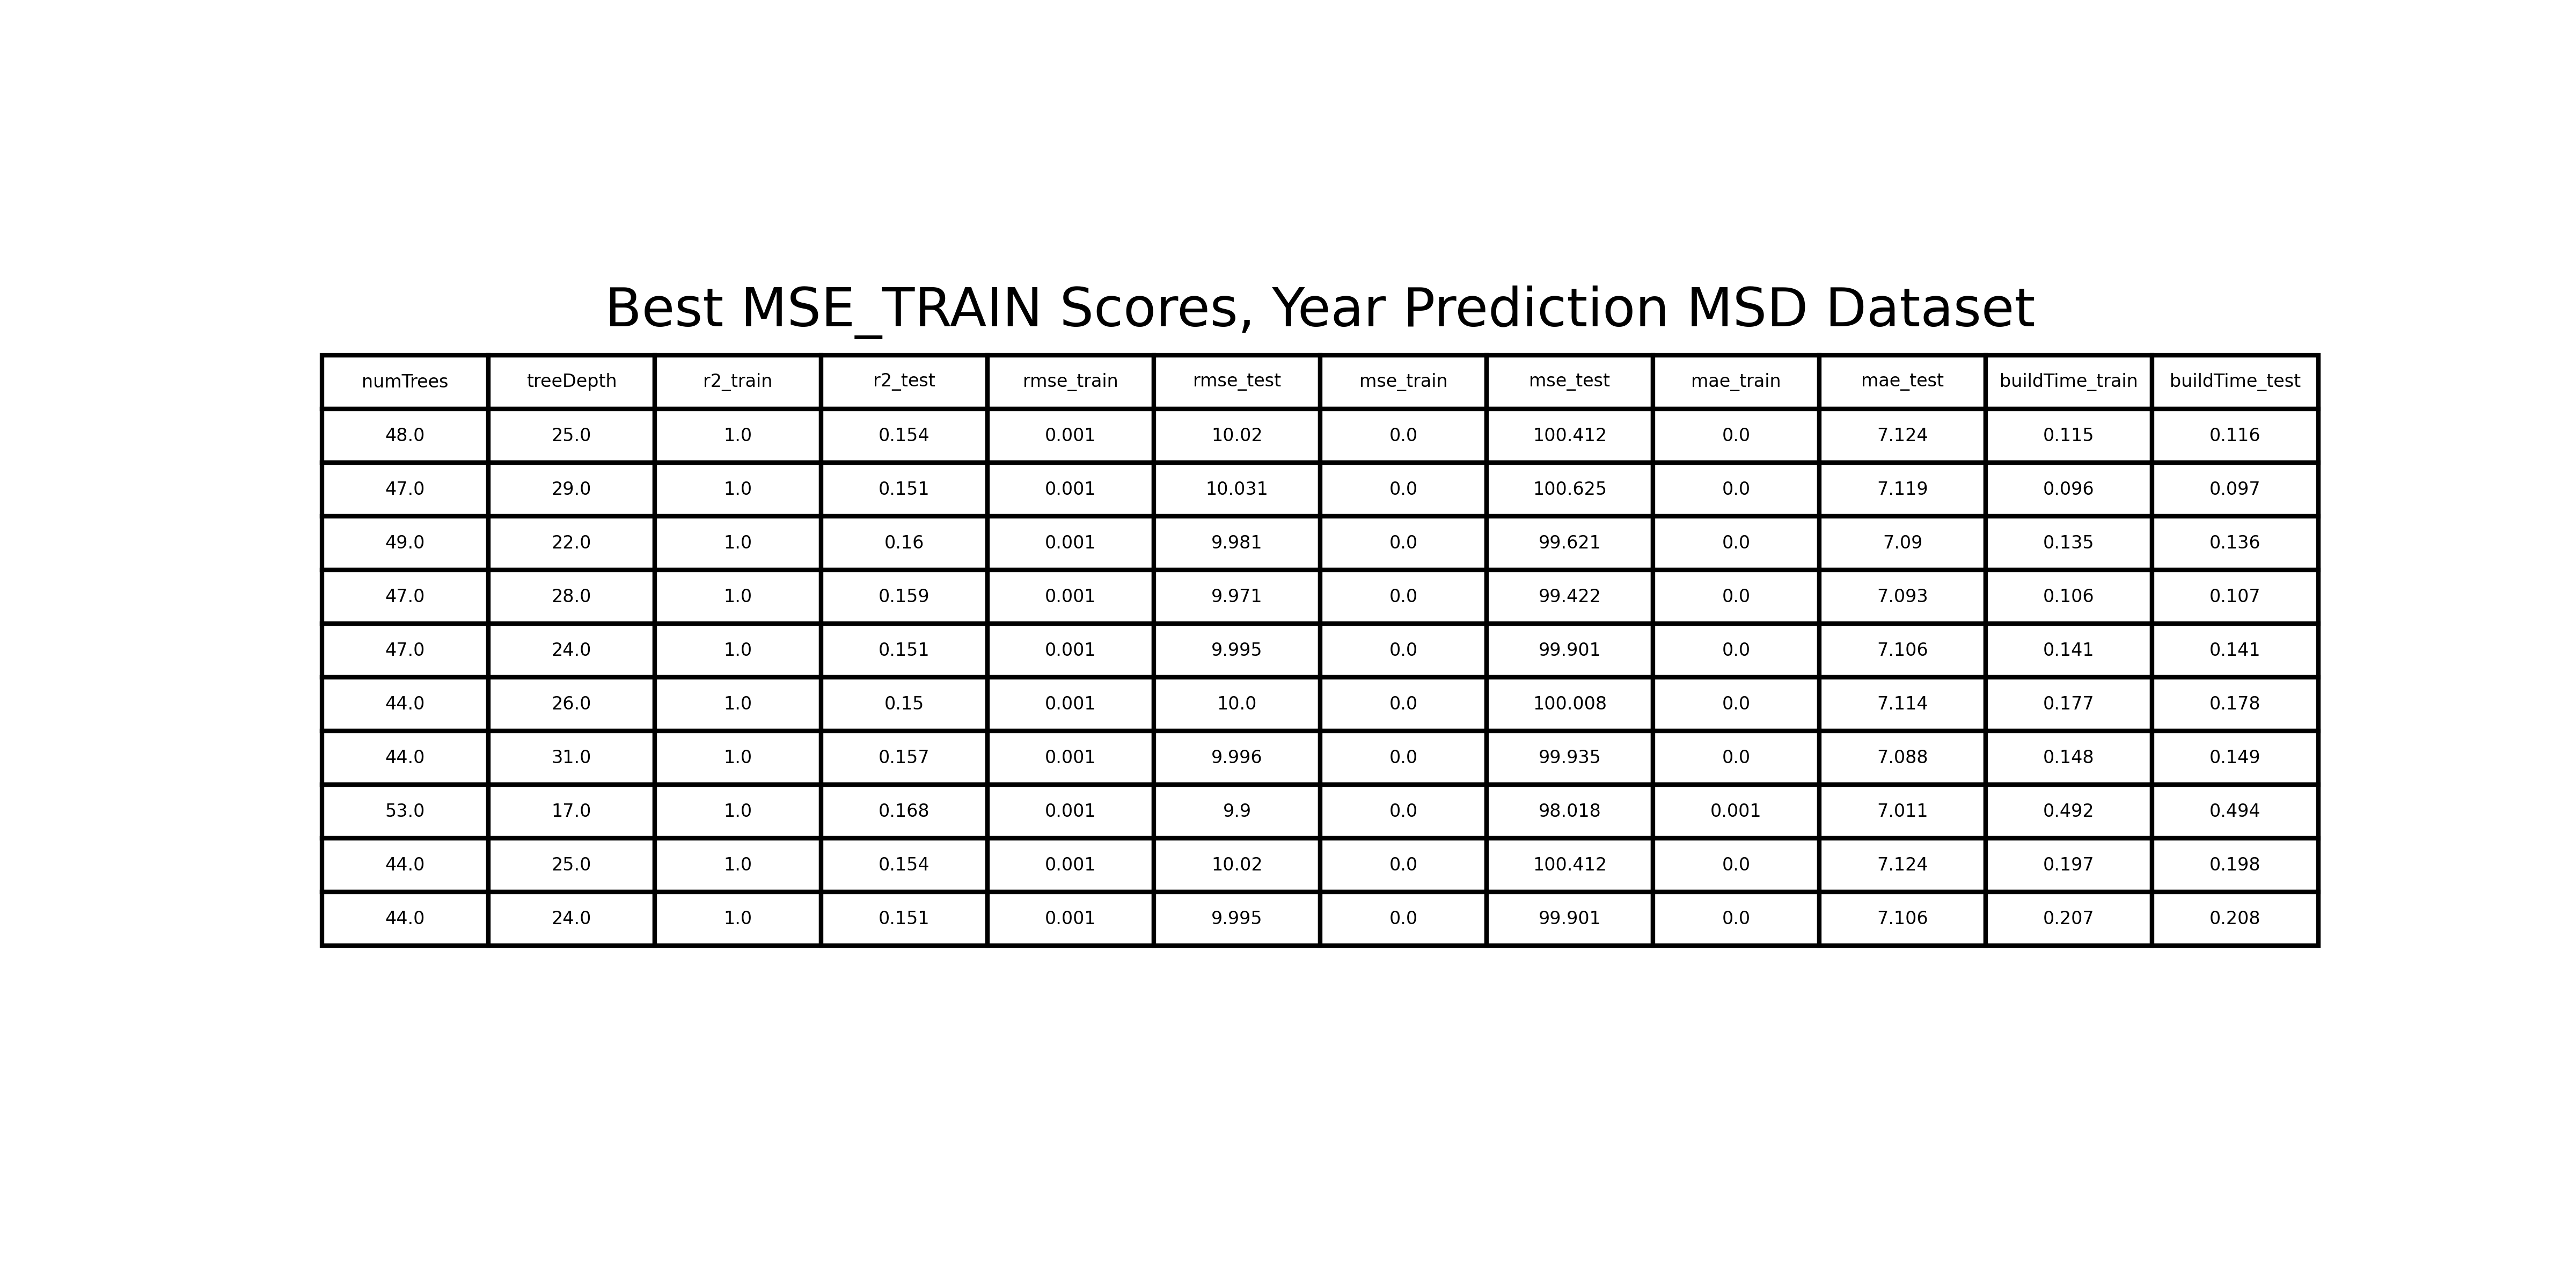 Best MSE_TRAIN Scores, Year Prediction MSD Dataset
numTrees treeDepth r2_train r2_test rmse_train rmse_test mse_train mse_test mae_train mae_test buildTime_train buildTime_test
48.0 25.0 1.0 0.154 0.001 10.02 0.0 100.412 0.0 7.124 0.115 0.116
47.0 29.0 1.0 0.151 0.001 10.031 0.0 100.625 0.0 7.119 0.096 0.097
49.0 22.0 1.0 0.16 0.001 9.981 0.0 99.621 0.0 7.09 0.135 0.136
47.0 28.0 1.0 0.159 0.001 9.971 0.0 99.422 0.0 7.093 0.106 0.107
47.0 24.0 1.0 0.151 0.001 9.995 0.0 99.901 0.0 7.106 0.141 0.141
44.0 26.0 1.0 0.15 0.001 10.0 0.0 100.008 0.0 7.114 0.177 0.178
44.0 31.0 1.0 0.157 0.001 9.996 0.0 99.935 0.0 7.088 0.148 0.149
53.0 17.0 1.0 0.168 0.001 9.9 0.0 98.018 0.001 7.011 0.492 0.494
44.0 25.0 1.0 0.154 0.001 10.02 0.0 100.412 0.0 7.124 0.197 0.198
44.0 24.0 1.0 0.151 0.001 9.995 0.0 99.901 0.0 7.106 0.207 0.208